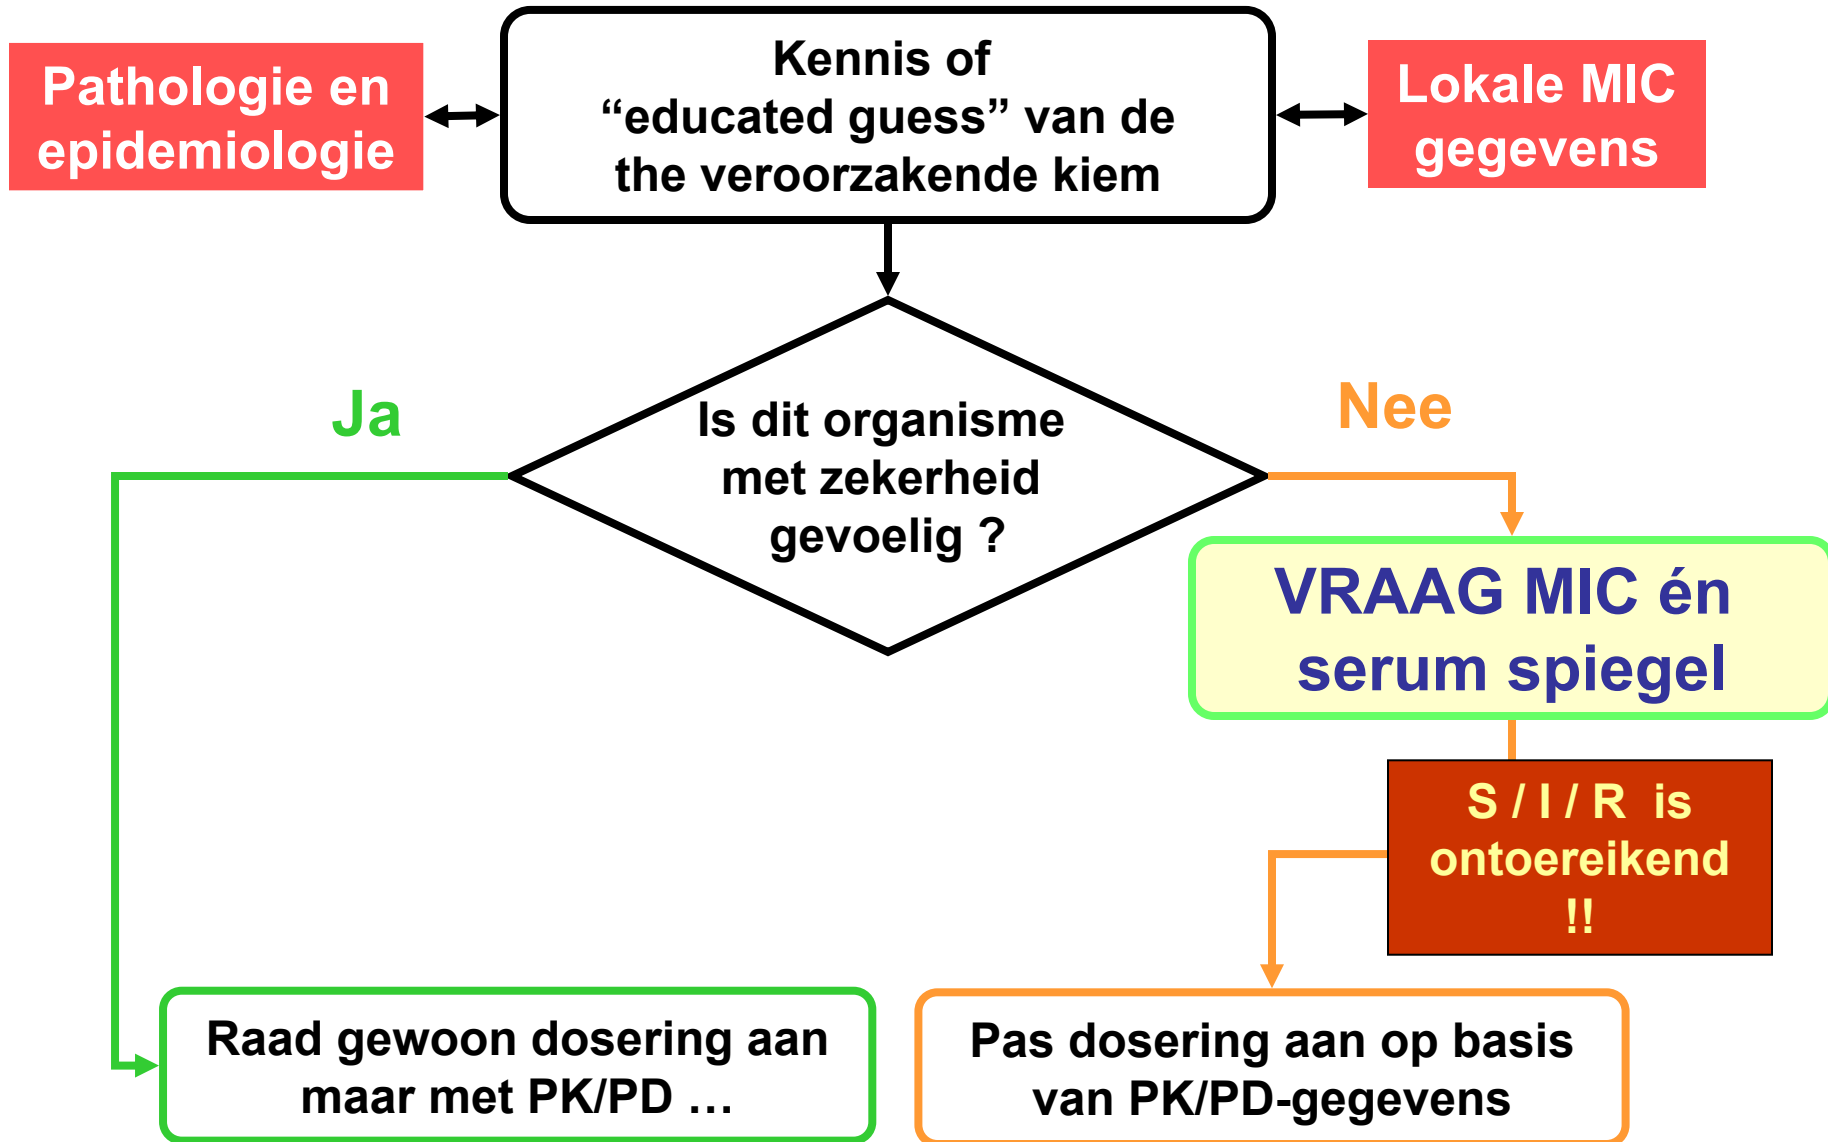 Pathologie en
epidemiologie
Kennis of
“educated guess” van de
the veroorzakende kiem
Lokale MIC
gegevens
Ja
Is dit organisme
met zekerheid
gevoelig ?
Nee
VRAAG MIC én
serum spiegel
S / I / R is
ontoereikend
!!
Raad gewoon dosering aan
maar met PK/PD …
Pas dosering aan op basis
van PK/PD-gegevens